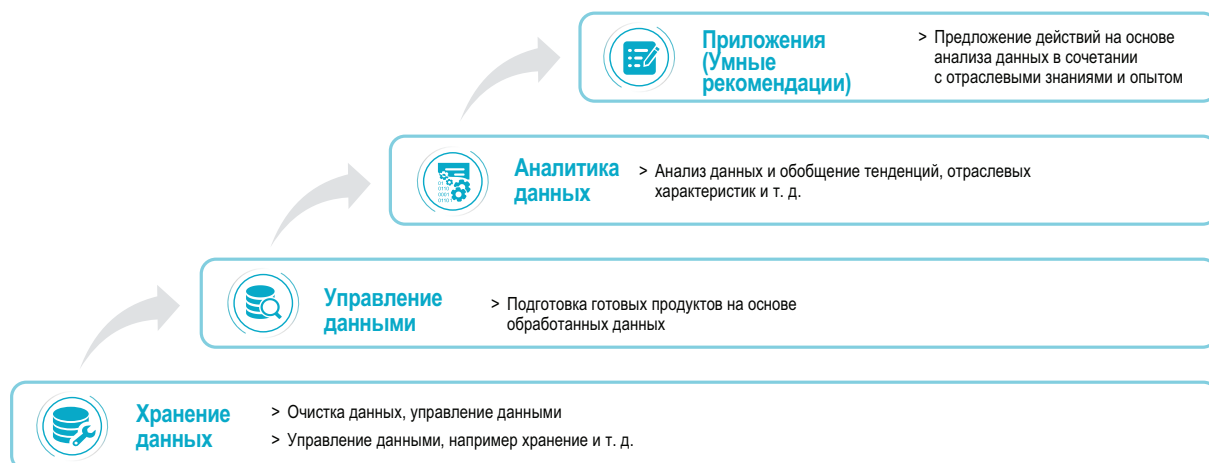 Приложения
(Умные
рекомендации)
> Предложение действий на основе
анализа данных в сочетании
с отраслевыми знаниями и опытом
Аналитика
данных
> Анализ данных и обобщение тенденций, отраслевых
характеристик и т. д.
Управление
данными
> Подготовка готовых продуктов на основе
обработанных данных
Хранение
данных
> Очистка данных, управление данными
> Управление данными, например хранение и т. д.